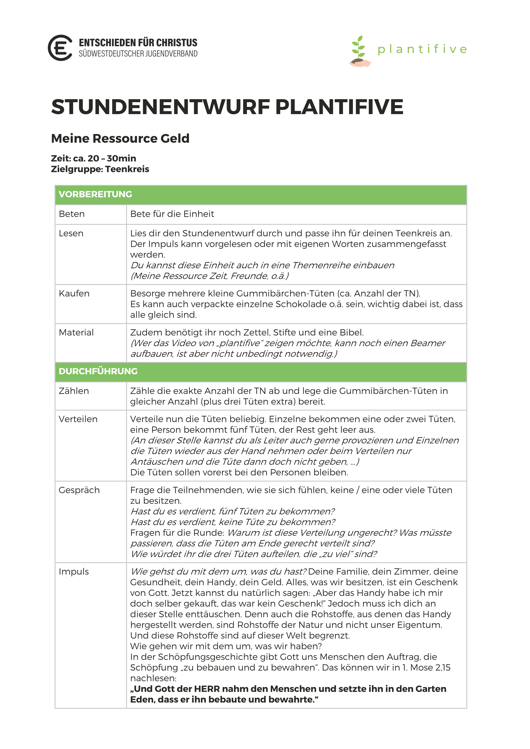 ENTSCHIEDEN FÜR CHRISTUS
SÜDWESTDEUTSCHER JUGENDVERBAND
plantifive
STUNDENENTWURF PLANTIFIVE
Meine Ressource Geld
Zeit: ca. 20 – 30min
Zielgruppe: Teenkreis
VORBEREITUNG
Beten
Bete für die Einheit
Lesen
Lies dir den Stundenentwurf durch und passe ihn für deinen Teenkreis an.
Der Impuls kann vorgelesen oder mit eigenen Worten zusammengefasst
werden.
Du kannst diese Einheit auch in eine Themenreihe einbauen
(Meine Ressource Zeit, Freunde, o.ä.)
Kaufen
Besorge mehrere kleine Gummibärchen-Tüten (ca. Anzahl der TN).
Es kann auch verpackte einzelne Schokolade o.ä. sein, wichtig dabei ist, dass
alle gleich sind.
Material
Zudem benötigt ihr noch Zettel, Stifte und eine Bibel.
(Wer das Video von „plantifive“ zeigen möchte, kann noch einen Beamer
aufbauen, ist aber nicht unbedingt notwendig.)
DURCHFÜHRUNG
Zählen
Zähle die exakte Anzahl der TN ab und lege die Gummibärchen-Tüten in
gleicher Anzahl (plus drei Tüten extra) bereit.
Verteilen
Verteile nun die Tüten beliebig. Einzelne bekommen eine oder zwei Tüten,
eine Person bekommt fünf Tüten, der Rest geht leer aus.
(An dieser Stelle kannst du als Leiter auch gerne provozieren und Einzelnen
die Tüten wieder aus der Hand nehmen oder beim Verteilen nur
Antäuschen und die Tüte dann doch nicht geben, …)
Die Tüten sollen vorerst bei den Personen bleiben.
Gespräch
Frage die Teilnehmenden, wie sie sich fühlen, keine / eine oder viele Tüten
zu besitzen.
Hast du es verdient, fünf Tüten zu bekommen?
Hast du es verdient, keine Tüte zu bekommen?
Fragen für die Runde: Warum ist diese Verteilung ungerecht? Was müsste
passieren, dass die Tüten am Ende gerecht verteilt sind?
Wie würdet ihr die drei Tüten aufteilen, die „zu viel“ sind?
Impuls
Wie gehst du mit dem um, was du hast? Deine Familie, dein Zimmer, deine
Gesundheit, dein Handy, dein Geld. Alles, was wir besitzen, ist ein Geschenk
von Gott. Jetzt kannst du natürlich sagen: „Aber das Handy habe ich mir
doch selber gekauft, das war kein Geschenk!“ Jedoch muss ich dich an
dieser Stelle enttäuschen. Denn auch die Rohstoffe, aus denen das Handy
hergestellt werden, sind Rohstoffe der Natur und nicht unser Eigentum.
Und diese Rohstoffe sind auf dieser Welt begrenzt.
Wie gehen wir mit dem um, was wir haben?
In der Schöpfungsgeschichte gibt Gott uns Menschen den Auftrag, die
Schöpfung „zu bebauen und zu bewahren“. Das können wir in 1. Mose 2,15
nachlesen:
„Und Gott der HERR nahm den Menschen und setzte ihn in den Garten
Eden, dass er ihn bebaute und bewahrte.“